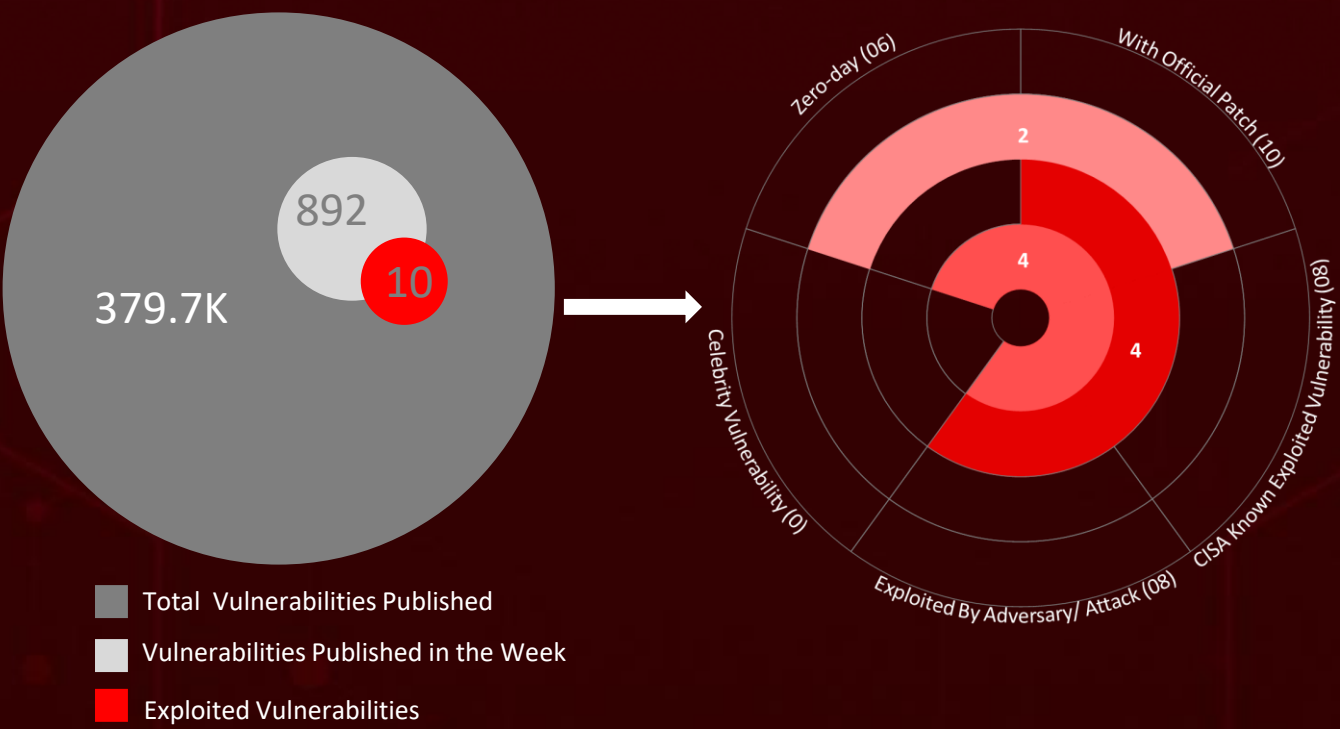 379.7K
892
10
Total Vulnerabilities Published
Vulnerabilities Published in the Week
Exploited Vulnerabilities
Zero-day (06)
With Official Patch (10)
CISA Known Exploited Vulnerability (08)
Exploited By Adversary/ Attack (08)
Celebrity Vulnerability (0)
2
4
4